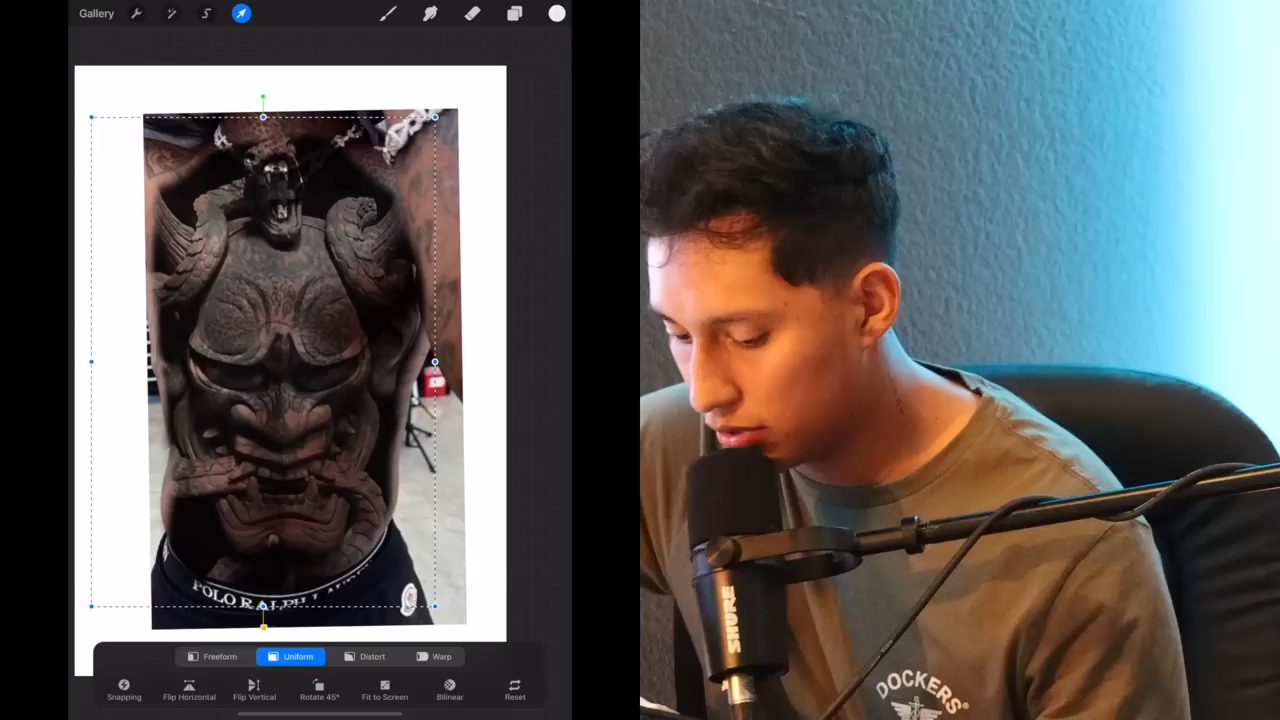 Gallery
POLO RALPH LAUREN
Freeform
Uniform
Distort
Warp
Snapping
Flip Horizontal
Flip Vertical
Rotate 45°
Fit to Screen
Bilinear
Reset
SHURE
DOCKERS®